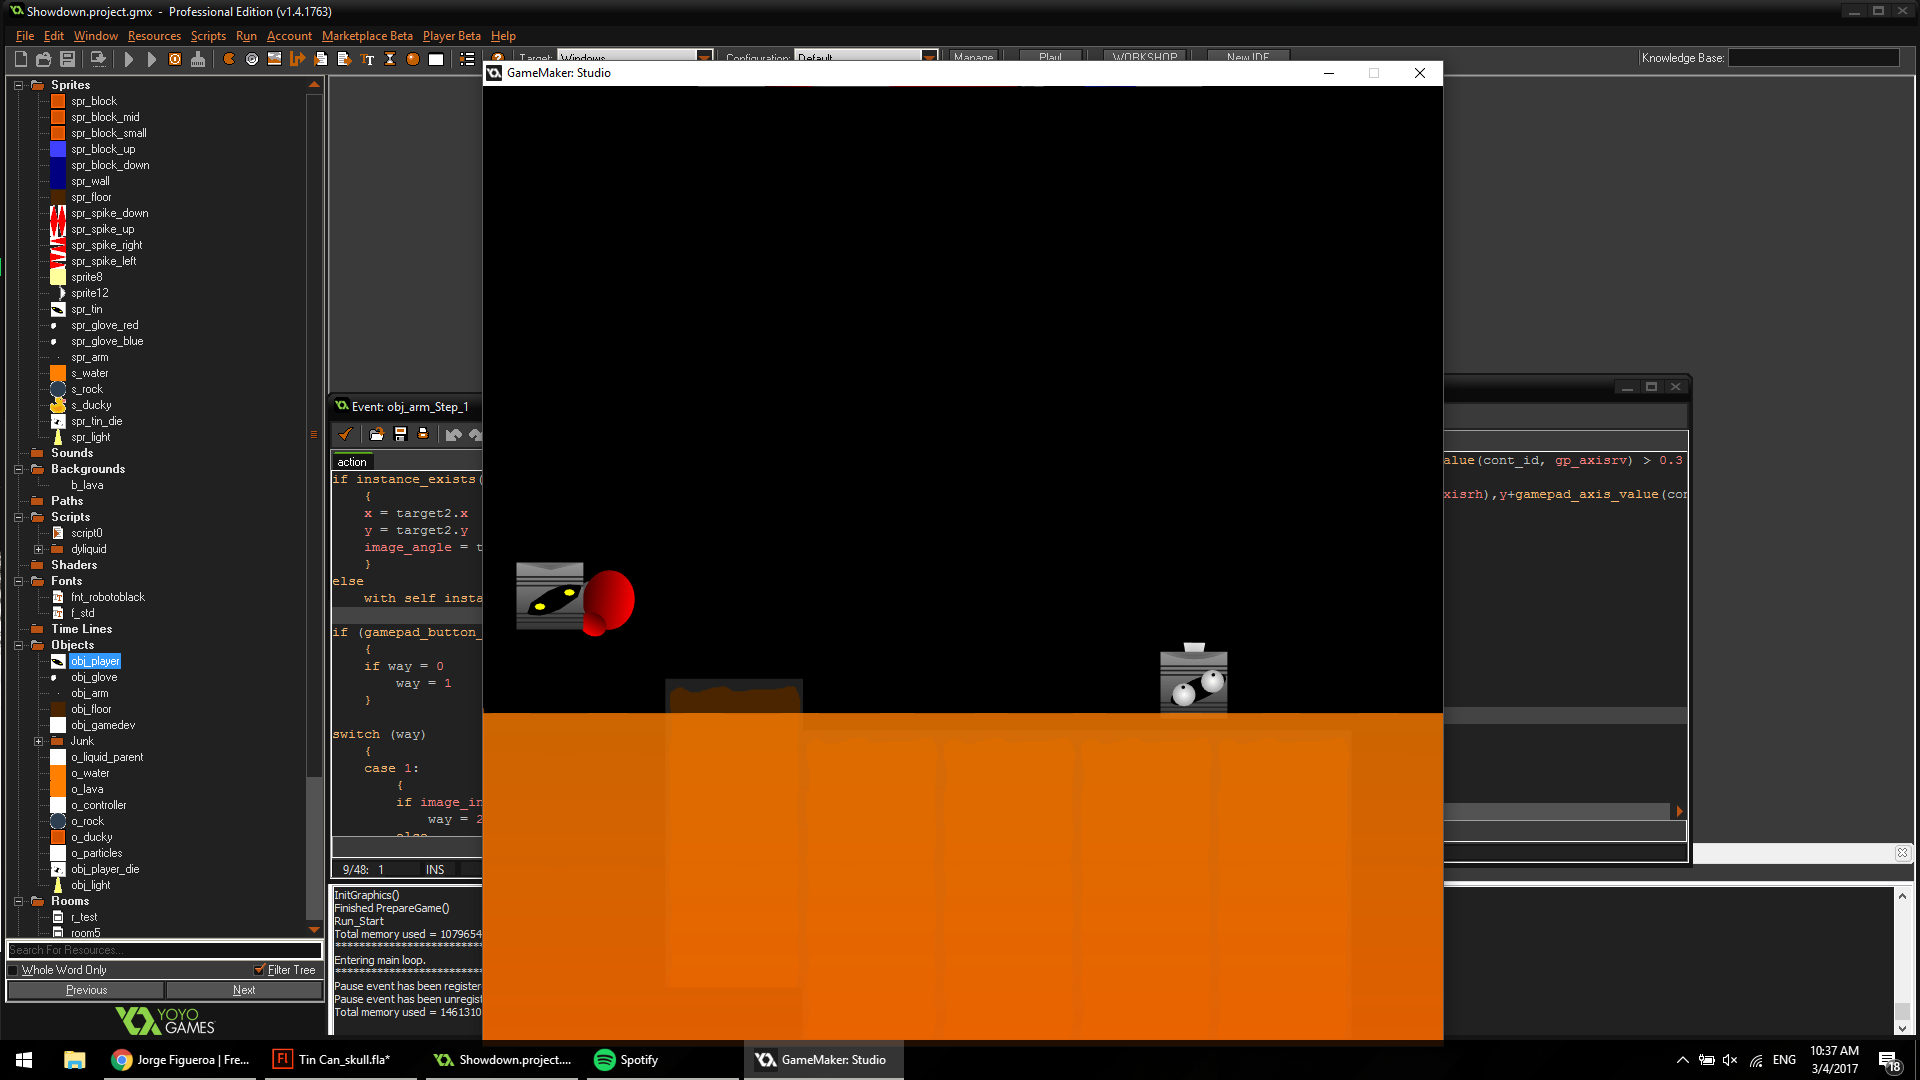 Showdown.project.gmx - Professional Edition (v1.4.1763)
File Edit Window Resources Scripts Run Account Marketplace Beta Player Beta Help
Target: Windows Configuration: Default Manage Play! WORKSHOP New IDE Knowledge Base:
GameMaker: Studio
Sprites
spr_block
spr_block_mid
spr_block_small
spr_block_up
spr_block_down
spr_wall
spr_floor
spr_spike_down
spr_spike_up
spr_spike_right
spr_spike_left
sprite8
sprite12
spr_tin
spr_glove_red
spr_glove_blue
spr_arm
s_water
s_rock
s_ducky
spr_tin_die
spr_light
Sounds
Backgrounds
b_lava
Paths
Scripts
script0
dyliquid
Shaders
Fonts
fnt_robotoblack
f_std
Time Lines
Objects
obj_player
obj_glove
obj_arm
obj_floor
obj_gamedev
Junk
o_liquid_parent
o_water
o_lava
o_controller
o_rock
o_ducky
o_particles
obj_player_die
obj_light
Rooms
r_test
room5
Search For Resources...
Whole Word Only Filter Tree
Previous Next
YOYO
GAMES
Event: obj_arm_Step_1
action
if instance_exists(
{
x = target2.x
y = target2.y
image_angle = t
}
else
with self insta
if (gamepad_button_
{
if way = 0
way = 1
}
switch (way)
{
case 1:
{
if image_in
way = 2
else
9/48: 1 INS
alue(cont_id, gp_axisrv) > 0.3
xisrh),y+gamepad_axis_value(con
InitGraphics()
Finished PrepareGame()
Run_Start
Total memory used = 1079654
***************************
Entering main loop.
***************************
Pause event has been register
Pause event has been unregist
Total memory used = 1461310
Jorge Figueroa | Fre...
Fl Tin Can_skull.fla*
Showdown.project....
Spotify
GameMaker: Studio
ENG
10:37 AM
3/4/2017
18